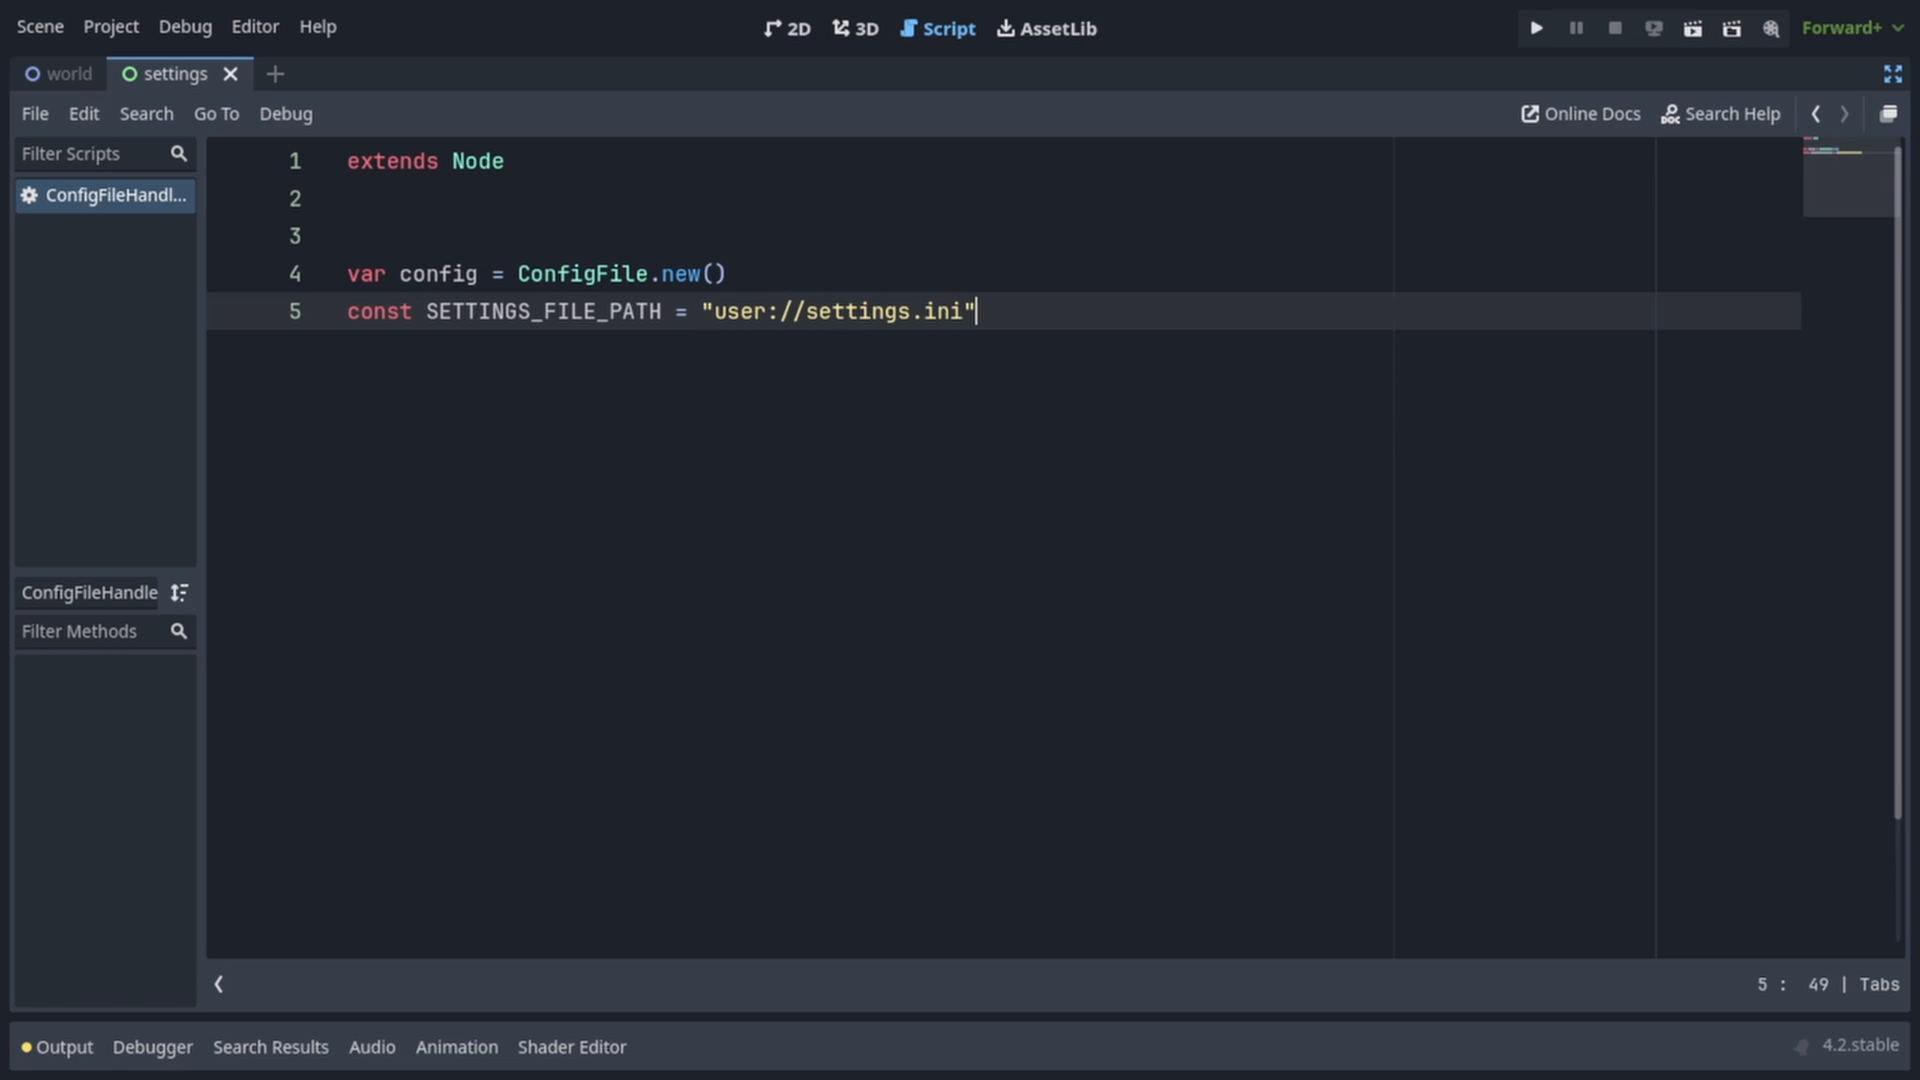 Scene Project Debug Editor Help 2D 3D Script AssetLib Forward+
world settings
File Edit Search Go To Debug Online Docs Search Help
Filter Scripts
ConfigFileHandl...
1 extends Node
2
3
4 var config = ConfigFile.new()
5 const SETTINGS_FILE_PATH = "user://settings.ini"
ConfigFileHandle
Filter Methods
5 : 49 | Tabs
Output Debugger Search Results Audio Animation Shader Editor 4.2.stable